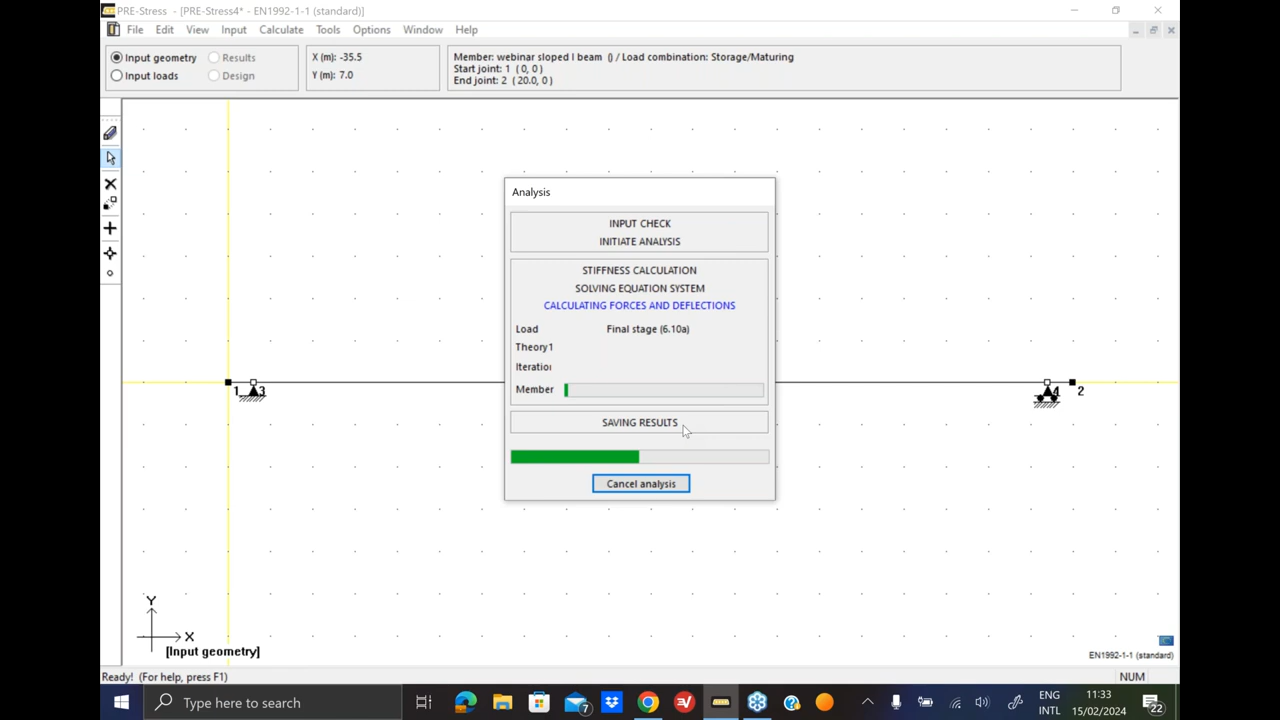 PRE-Stress - [PRE-Stress4* - EN1992-1-1 (standard)]
File Edit View Input Calculate Tools Options Window Help
Input geometry Results
Input loads Design
X (m): -35.5
Y (m): 7.0
Member: webinar sloped I beam () / Load combination: Storage/Maturing
Start joint: 1 ( 0, 0 )
End joint: 2 ( 20.0, 0 )
Analysis
INPUT CHECK
INITIATE ANALYSIS
STIFFNESS CALCULATION
SOLVING EQUATION SYSTEM
CALCULATING FORCES AND DEFLECTIONS
Load Final stage (6.10a)
Theory1
Iteration
Member
SAVING RESULTS
Cancel analysis
1 3 4 2
Y
X
[Input geometry]
EN1992-1-1 (standard)
Ready! (For help, press F1)
NUM
Type here to search
7
ENG
INTL
11:33
15/02/2024
22